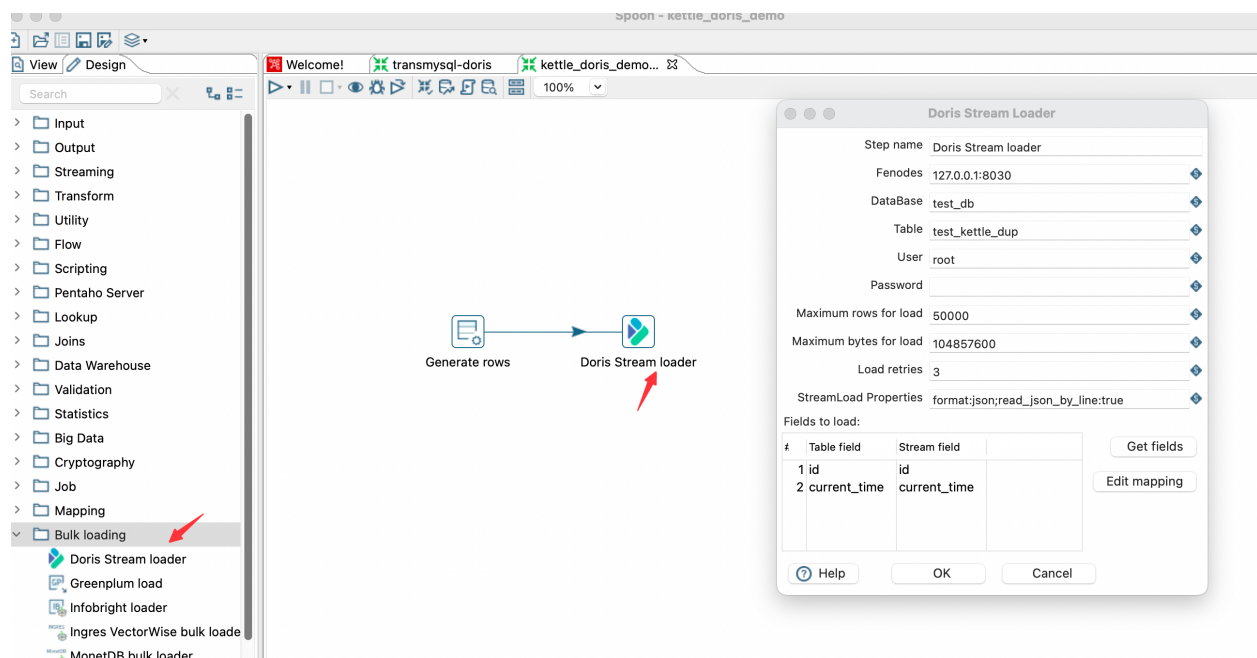 Spoon - kettle_doris_demo
View
Design
Welcome!
transmysql-doris
kettle_doris_demo...
Search
100%
Input
Output
Streaming
Transform
Utility
Flow
Scripting
Pentaho Server
Lookup
Joins
Data Warehouse
Validation
Statistics
Big Data
Cryptography
Job
Mapping
Bulk loading
Doris Stream loader
Greenplum load
Infobright loader
Ingres VectorWise bulk loade
MonetDB bulk loader
Generate rows
Doris Stream loader
Doris Stream Loader
Step name Doris Stream loader
Fenodes 127.0.0.1:8030
DataBase test_db
Table test_kettle_dup
User root
Password
Maximum rows for load 50000
Maximum bytes for load 104857600
Load retries 3
StreamLoad Properties format:json;read_json_by_line:true
Fields to load:
Table field Stream field
1 id id
2 current_time current_time
Get fields
Edit mapping
Help
OK
Cancel